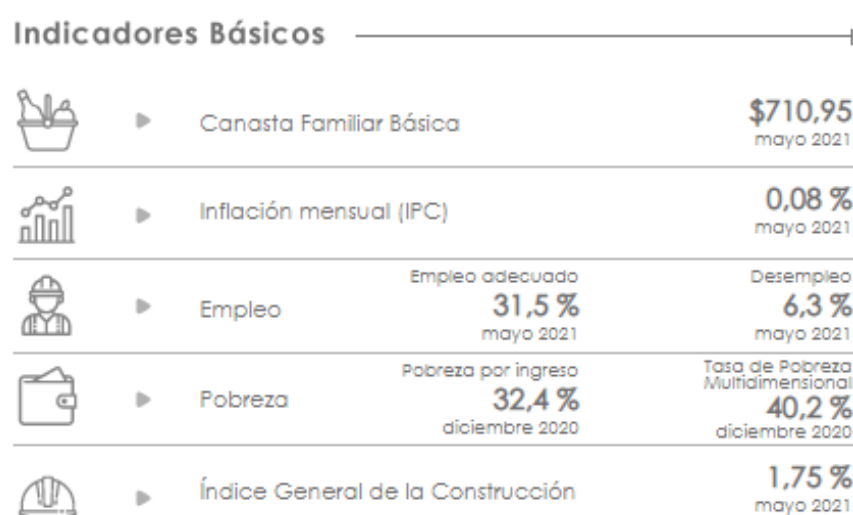 Indicadores Básicos
Canasta Familiar Básica
$710,95
mayo 2021
Inflación mensual (IPC)
0,08 %
mayo 2021
Empleo
Empleo adecuado
31,5 %
mayo 2021
Desempleo
6,3 %
mayo 2021
Pobreza
Pobreza por ingreso
32,4 %
diciembre 2020
Tasa de Pobreza
Multidimensional
40,2 %
diciembre 2020
Índice General de la Construcción
1,75 %
mayo 2021